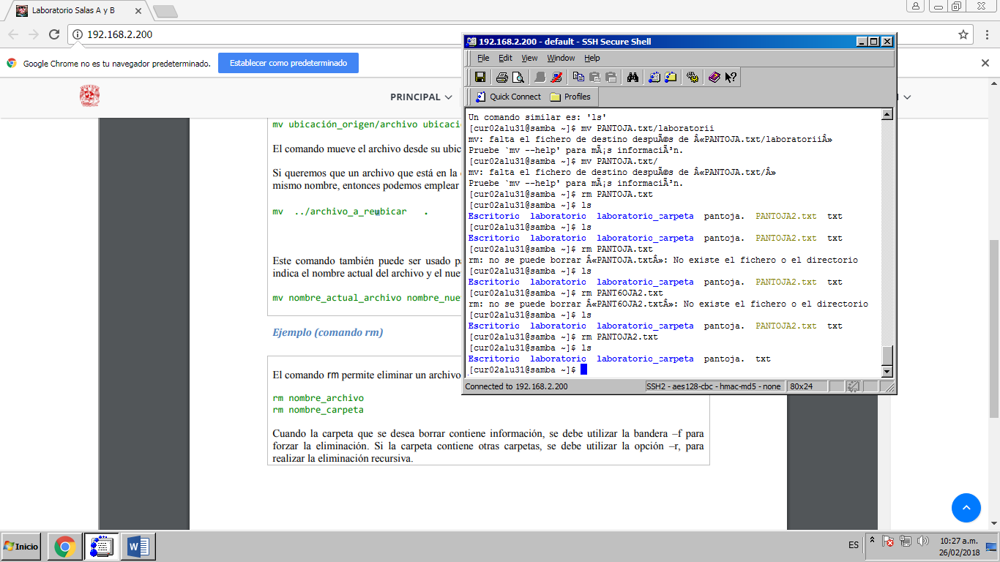 Laboratorio Salas A y B
192.168.2.200
Google Chrome no es tu navegador predeterminado.
Establecer como predeterminado
PRINCIPAL
mv ubicación_origen/archivo ubicaci
El comando mueve el archivo desde su ubic
Si queremos que un archivo que está en la
mismo nombre, entonces podemos emplear
mv ../archivo_a_reubicar .
Este comando también puede ser usado pa
indica el nombre actual del archivo y el nue
mv nombre_actual_archivo nombre_nue
Ejemplo (comando rm)
El comando rm permite eliminar un archivo
rm nombre_archivo
rm nombre_carpeta
Cuando la carpeta que se desea borrar contiene información, se debe utilizar la bandera –f para
forzar la eliminación. Si la carpeta contiene otras carpetas, se debe utilizar la opción –r, para
realizar la eliminación recursiva.
192.168.2.200 - default - SSH Secure Shell
File Edit View Window Help
Quick Connect Profiles
Un comando similar es: 'ls'
[cur02alu31@samba ~]$ mv PANTOJA.txt/laboratorii
mv: falta el fichero de destino despuÃ©s de Â«PANTOJA.txt/laboratoriiÂ»
Pruebe `mv --help' para mÃ¡s informaciÃ³n.
[cur02alu31@samba ~]$ mv PANTOJA.txt/
mv: falta el fichero de destino despuÃ©s de Â«PANTOJA.txt/Â»
Pruebe `mv --help' para mÃ¡s informaciÃ³n.
[cur02alu31@samba ~]$ rm PANTOJA.txt
[cur02alu31@samba ~]$ ls
Escritorio laboratorio laboratorio_carpeta pantoja. PANTOJA2.txt txt
[cur02alu31@samba ~]$ ls
Escritorio laboratorio laboratorio_carpeta pantoja. PANTOJA2.txt txt
[cur02alu31@samba ~]$ rm PANTOJA.txt
rm: no se puede borrar Â«PANTOJA.txtÂ»: No existe el fichero o el directorio
[cur02alu31@samba ~]$ ls
Escritorio laboratorio laboratorio_carpeta pantoja. PANTOJA2.txt txt
[cur02alu31@samba ~]$ rm PANT6OJA2.txt
rm: no se puede borrar Â«PANT6OJA2.txtÂ»: No existe el fichero o el directorio
[cur02alu31@samba ~]$ ls
Escritorio laboratorio laboratorio_carpeta pantoja. PANTOJA2.txt txt
[cur02alu31@samba ~]$ rm PANTOJA2.txt
[cur02alu31@samba ~]$ ls
Escritorio laboratorio laboratorio_carpeta pantoja. txt
[cur02alu31@samba ~]$
Connected to 192.168.2.200
SSH2 - aes128-cbc - hmac-md5 - none
80x24
Inicio
ES
10:27 a.m.
26/02/2018